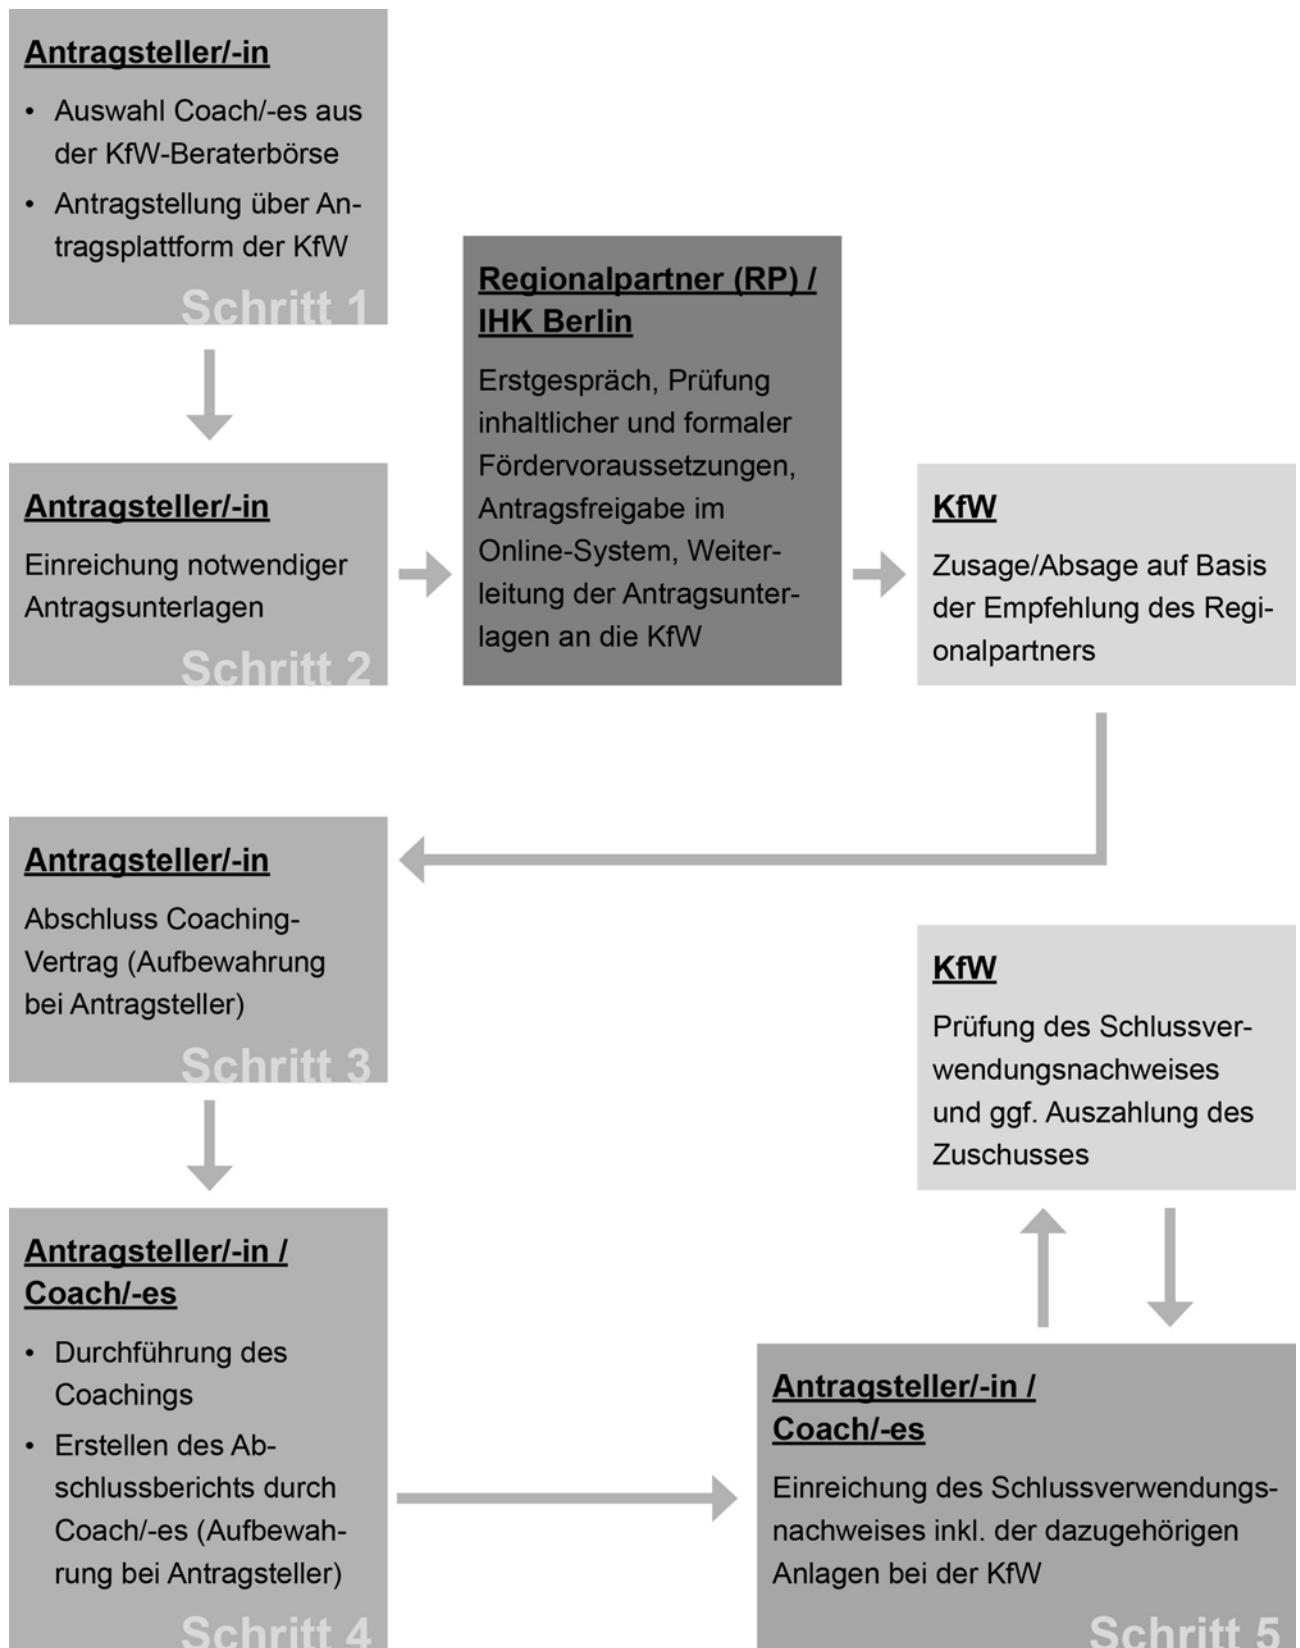 Antragsteller/-in
• Auswahl Coach/-es aus
der KfW-Beraterbörse
• Antragstellung über An-
tragsplattform der KfW
Schritt 1
Antragsteller/-in
Einreichung notwendiger
Antragsunterlagen
Schritt 2
Regionalpartner (RP) /
IHK Berlin
Erstgespräch, Prüfung
inhaltlicher und formaler
Fördervoraussetzungen,
Antragsfreigabe im
Online-System, Weiter-
leitung der Antragsunter-
lagen an die KfW
KfW
Zusage/Absage auf Basis
der Empfehlung des Regi-
onalpartners
Antragsteller/-in
Abschluss Coaching-
Vertrag (Aufbewahrung
bei Antragsteller)
Schritt 3
Antragsteller/-in /
Coach/-es
• Durchführung des
Coachings
• Erstellen des Ab-
schlussberichts durch
Coach/-es (Aufbewah-
rung bei Antragsteller)
Schritt 4
Antragsteller/-in /
Coach/-es
Einreichung des Schlussverwendungs-
nachweises inkl. der dazugehörigen
Anlagen bei der KfW
Schritt 5
KfW
Prüfung des Schlussver-
wendungsnachweises
und ggf. Auszahlung des
Zuschusses